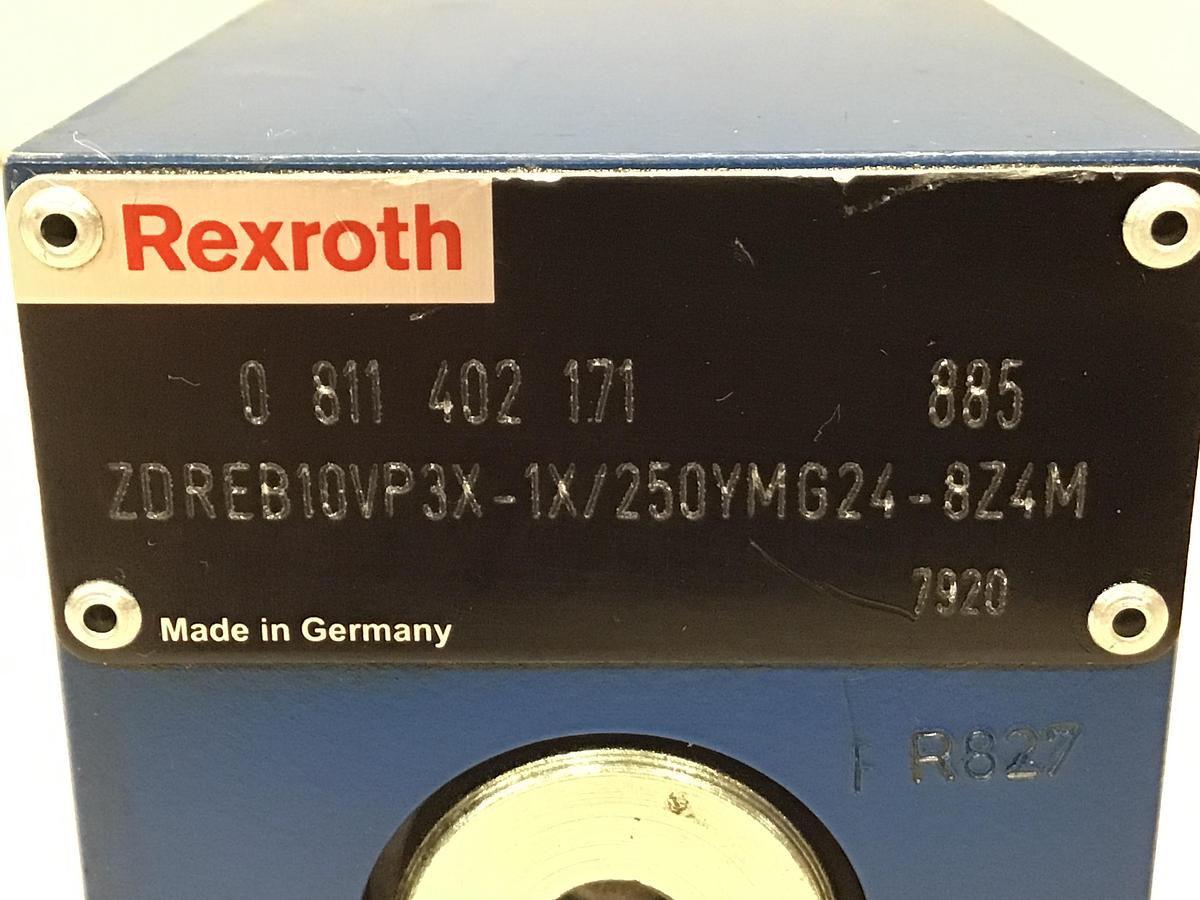 Rexroth
0 811 402 171 885
ZDREB10VP3X-1X/250YMG24-8Z4M
7920
Made in Germany
R827